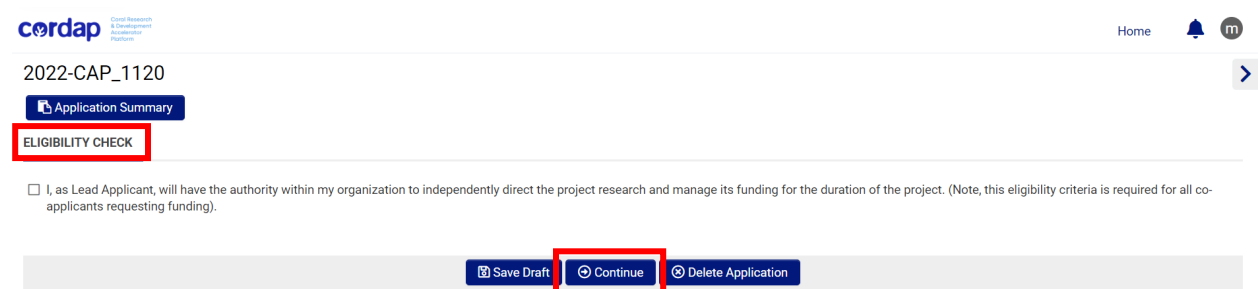 cordap
Coral Research
& Development
Accelerator
Platform
Home
m
2022-CAP_1120
Application Summary
ELIGIBILITY CHECK
I, as Lead Applicant, will have the authority within my organization to independently direct the project research and manage its funding for the duration of the project. (Note, this eligibility criteria is required for all co-
applicants requesting funding).
Save Draft
Continue
Delete Application